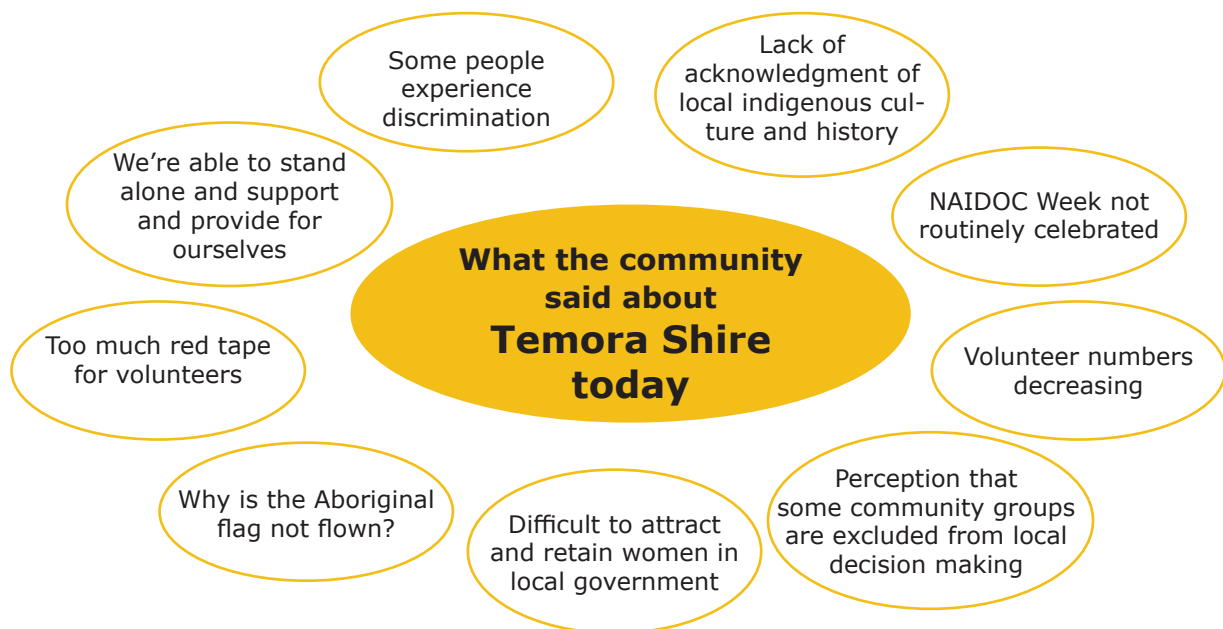 Some people
experience
discrimination
Lack of
acknowledgment of
local indigenous cul-
ture and history
We’re able to stand
alone and support
and provide for
ourselves
NAIDOC Week not
routinely celebrated
What the community
said about
Temora Shire
today
Too much red tape
for volunteers
Volunteer numbers
decreasing
Why is the Aboriginal
flag not flown?
Difficult to attract
and retain women in
local government
Perception that
some community groups
are excluded from local
decision making